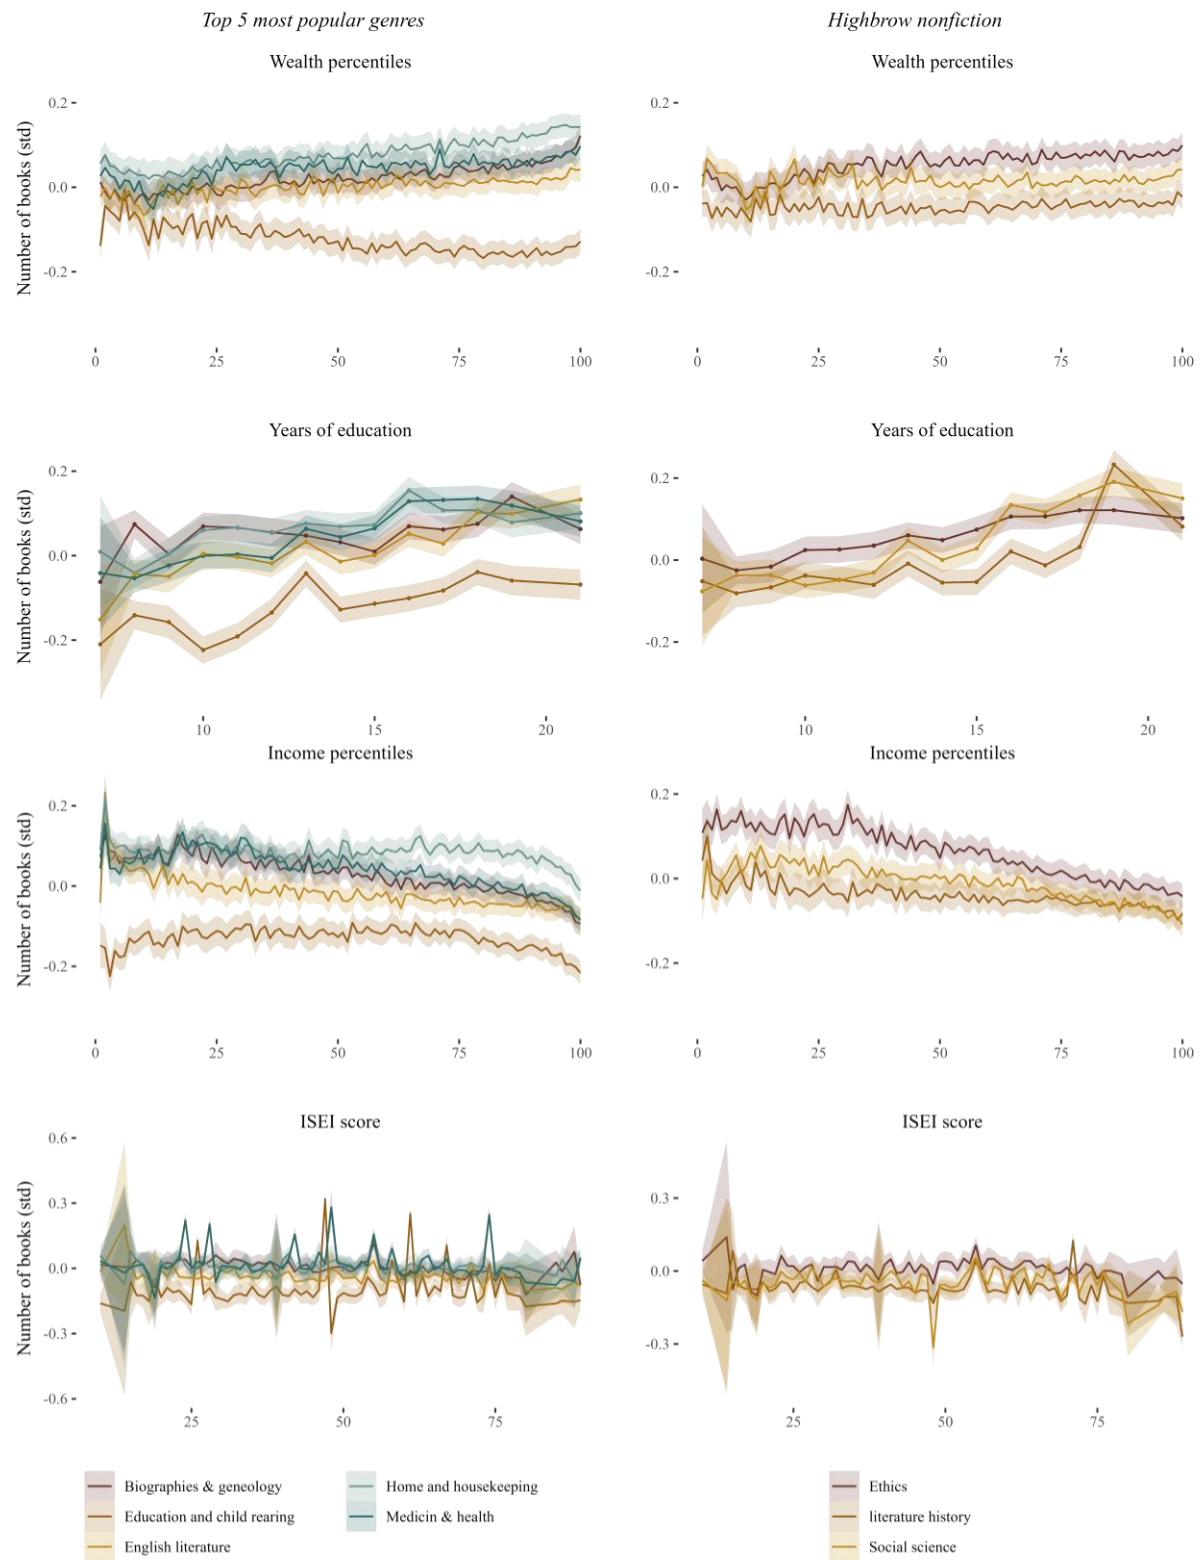 Top 5 most popular genres
Highbrow nonfiction
Wealth percentiles
Wealth percentiles
Number of books (std)
0.2
0.0
-0.2
0 25 50 75 100
0.2
0.0
-0.2
0 25 50 75 100
Years of education
Years of education
Number of books (std)
0.2
0.0
-0.2
10 15 20
0.2
0.0
-0.2
10 15 20
Income percentiles
Income percentiles
Number of books (std)
0.2
0.0
-0.2
0 25 50 75 100
0.2
0.0
-0.2
0 25 50 75 100
ISEI score
ISEI score
Number of books (std)
0.6
0.3
0.0
-0.3
-0.6
25 50 75
0.3
0.0
-0.3
25 50 75
Biographies & geneology
Education and child rearing
English literature
Home and housekeeping
Medicin & health
Ethics
literature history
Social science